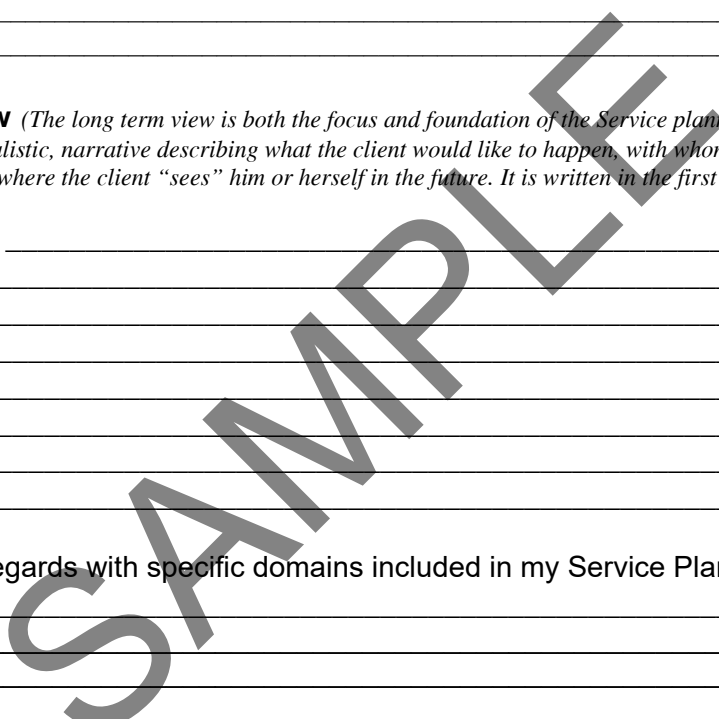 w (The long term view is both the focus and foundation of the Service plan
listic, narrative describing what the client would like to happen, with
where the client “sees” him or herself in the future. It is written in the first
egards with specific domains included in my Service Plan
SAMPLE